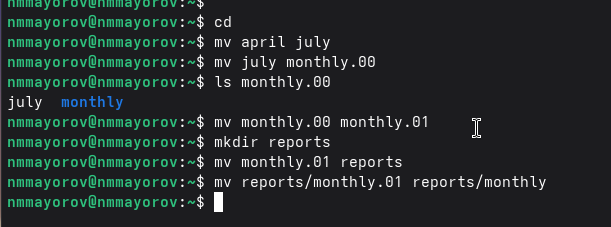 nmmayorov@nmmayorov:~$
nmmayorov@nmmayorov:~$ cd
nmmayorov@nmmayorov:~$ mv april july
nmmayorov@nmmayorov:~$ mv july monthly.00
nmmayorov@nmmayorov:~$ ls monthly.00
july  monthly
nmmayorov@nmmayorov:~$ mv monthly.00 monthly.01
nmmayorov@nmmayorov:~$ mkdir reports
nmmayorov@nmmayorov:~$ mv monthly.01 reports
nmmayorov@nmmayorov:~$ mv reports/monthly.01 reports/monthly
nmmayorov@nmmayorov:~$